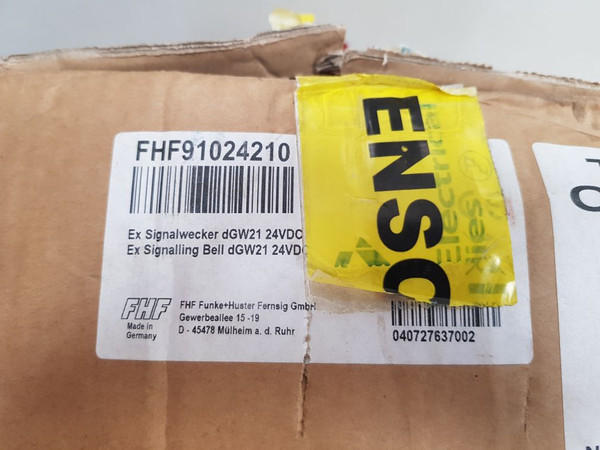 FHF91024210
Ex Signalwecker dGW21 24VDC
Ex Signalling Bell dGW21 24VDC
FHF
Made in
Germany
FHF Funke+Huster Fernsig GmbH
Gewerbeallee 15 -19
D - 45478 Mülheim a. d. Ruhr
040727637002
ENSO
Electrical